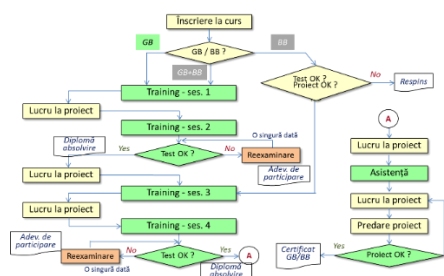 Înscriere la curs
GB
GB / BB ?
BB
GB+BB
Test OK ?
Proiect OK ?
No
Respins
Training - ses. 1
Lucru la proiect
Training - ses. 2
O singură dată
Diplomă
absolvire
Yes
Test OK ?
No
Reexaminare
Adev. de
participare
Lucru la proiect
Training - ses. 3
Lucru la proiect
Training - ses. 4
Adev. de
participare
Reexaminare
O singură dată
No
Test OK ?
Yes
A
Diplomă
absolvire
A
Lucru la proiect
Asistență
Lucru la proiect
Predare proiect
Certificat
GB/BB
Yes
Proiect OK ?